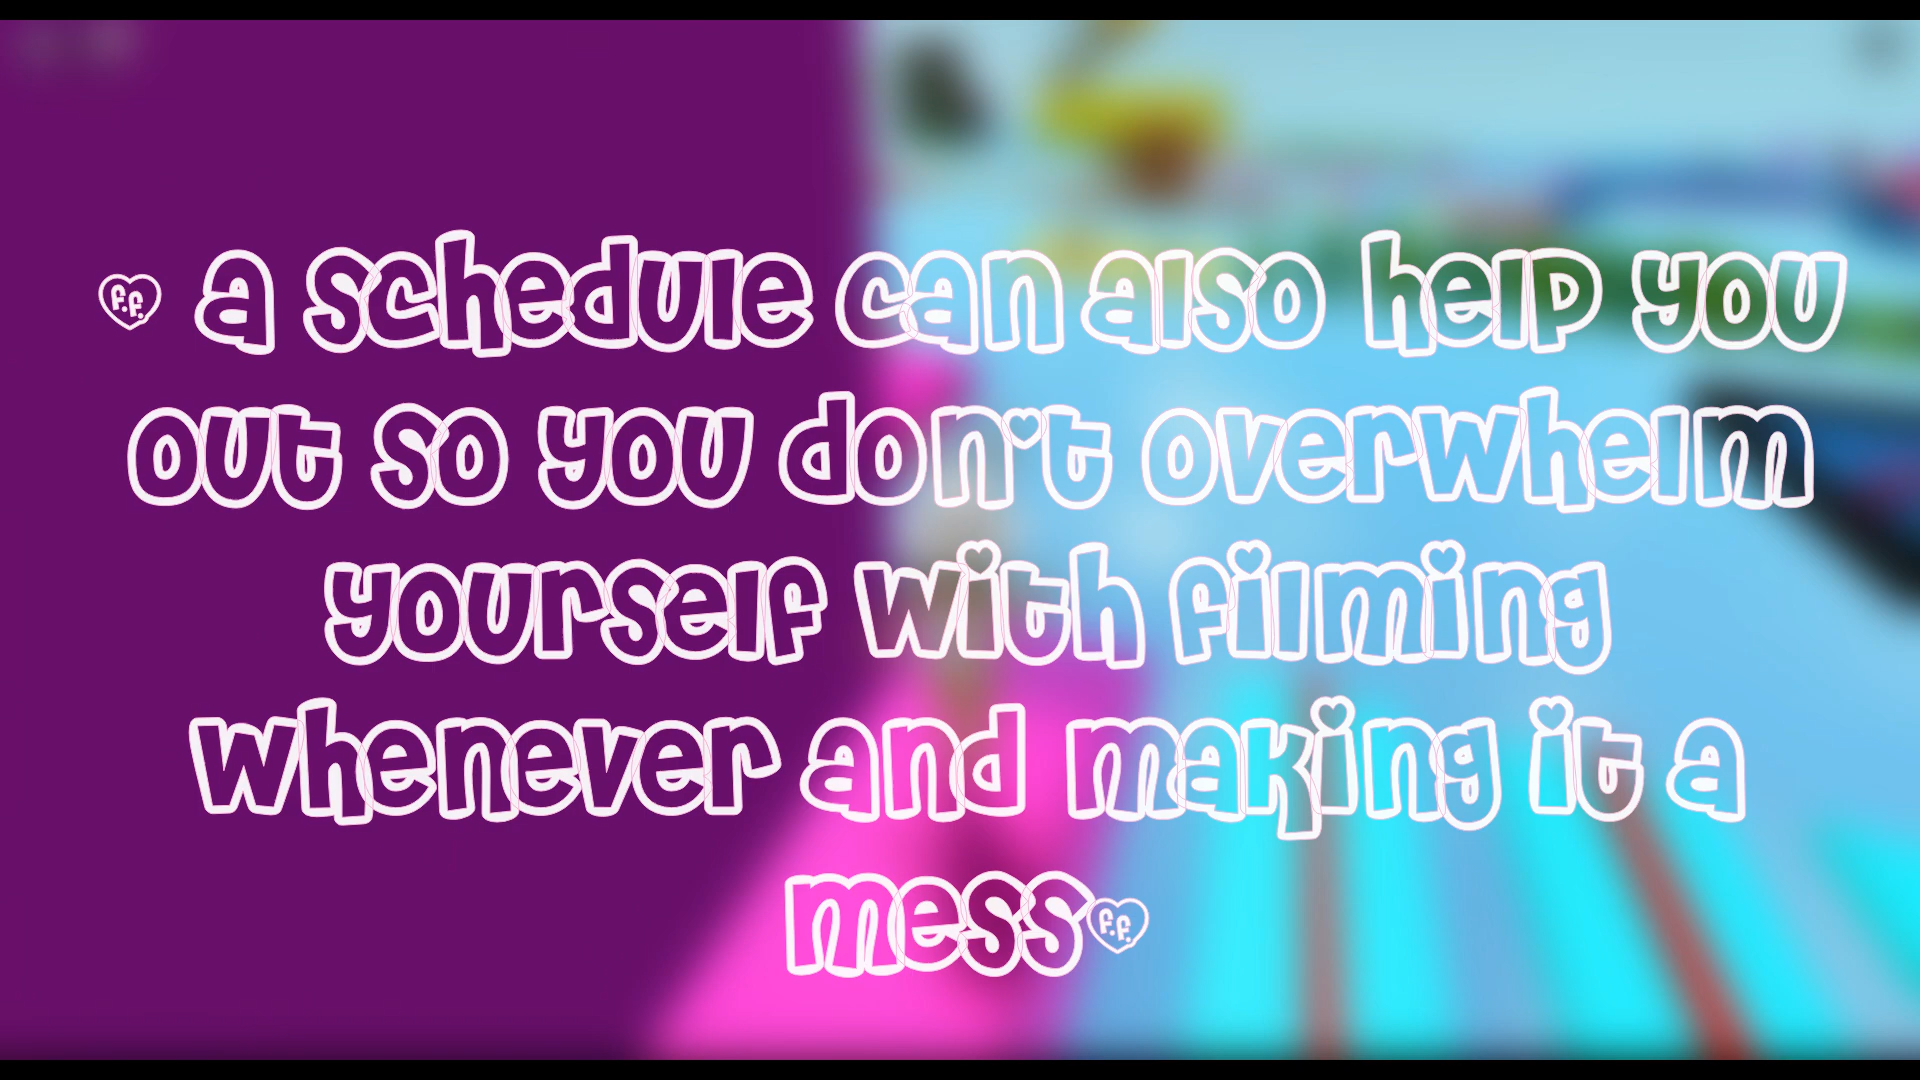 a schedule can also help you
out so you don't overwhelm
yourself with filming
whenever and making it a
mess